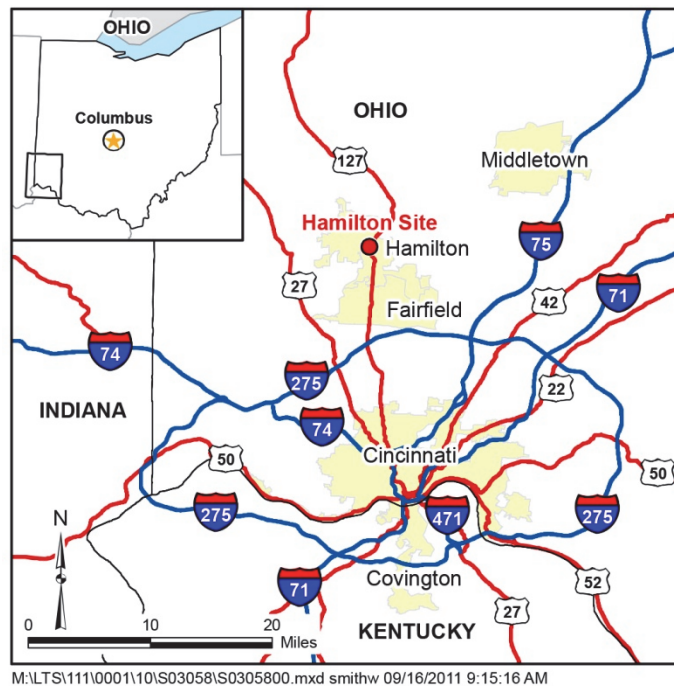 OHIO
Columbus
OHIO
Middletown
127
Hamilton Site
Hamilton
75
27
42
71
Fairfield
74
275
22
INDIANA
74
Cincinnati
50
50
275
471
275
N
Covington
71
52
27
0 10 20
Miles
KENTUCKY
M:\LTS\111\0001\10\S03058\S0305800.mxd smithw 09/16/2011 9:15:16 AM